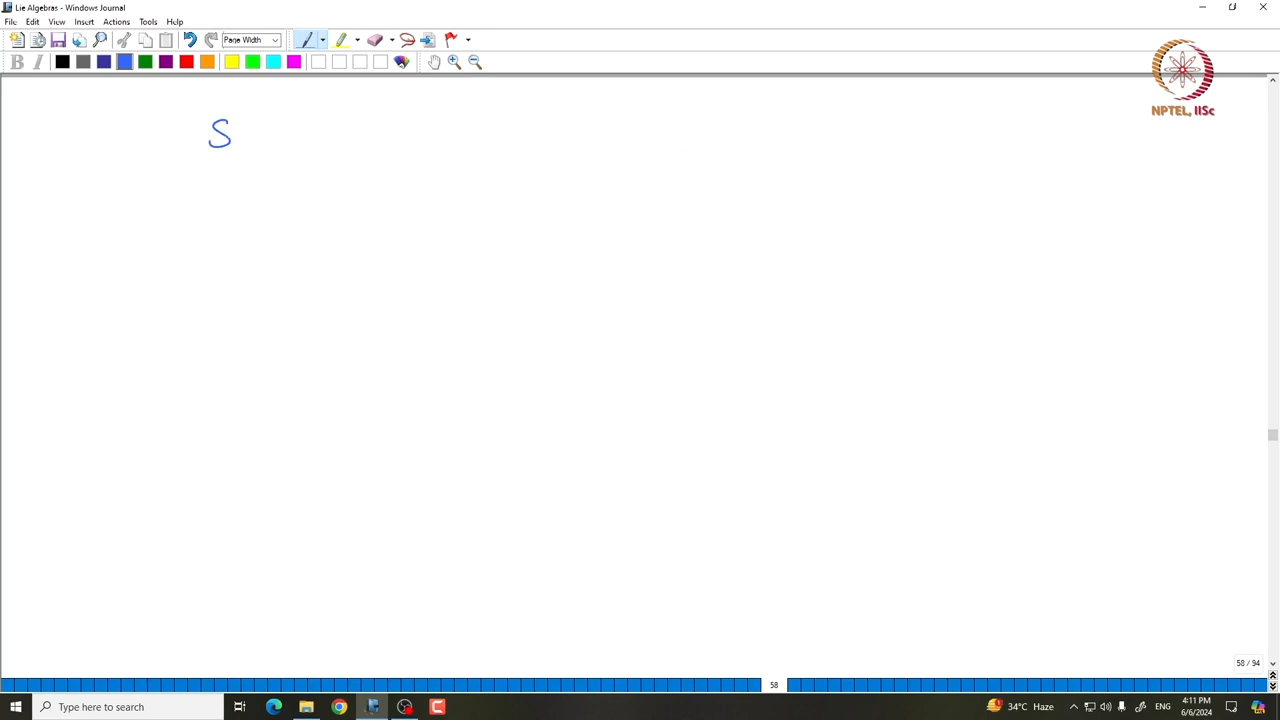 Lie Algebras - Windows Journal
File Edit View Insert Actions Tools Help
Page Width
B I
NPTEL, IISc
S
58 / 94
58
Type here to search
34°C Haze
ENG
4:11 PM
6/6/2024